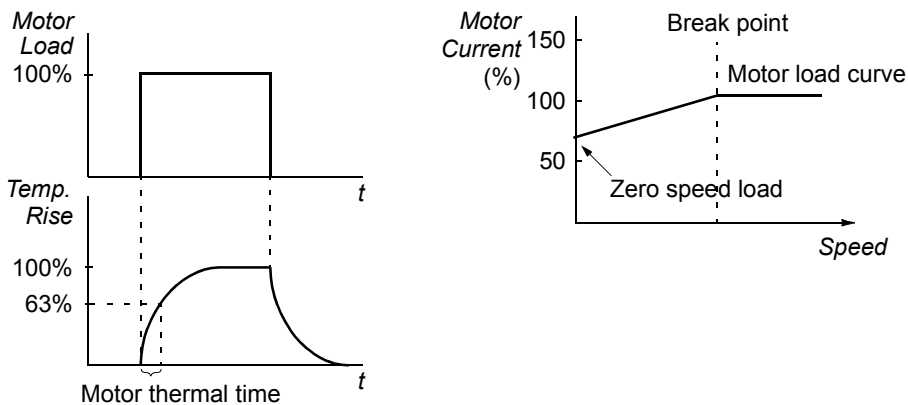 Motor
Load
100%
t
Temp.
Rise
100%
63%
t
Motor thermal time
Motor
Current
(%)
150
100
50
Break point
Motor load curve
Zero speed load
Speed